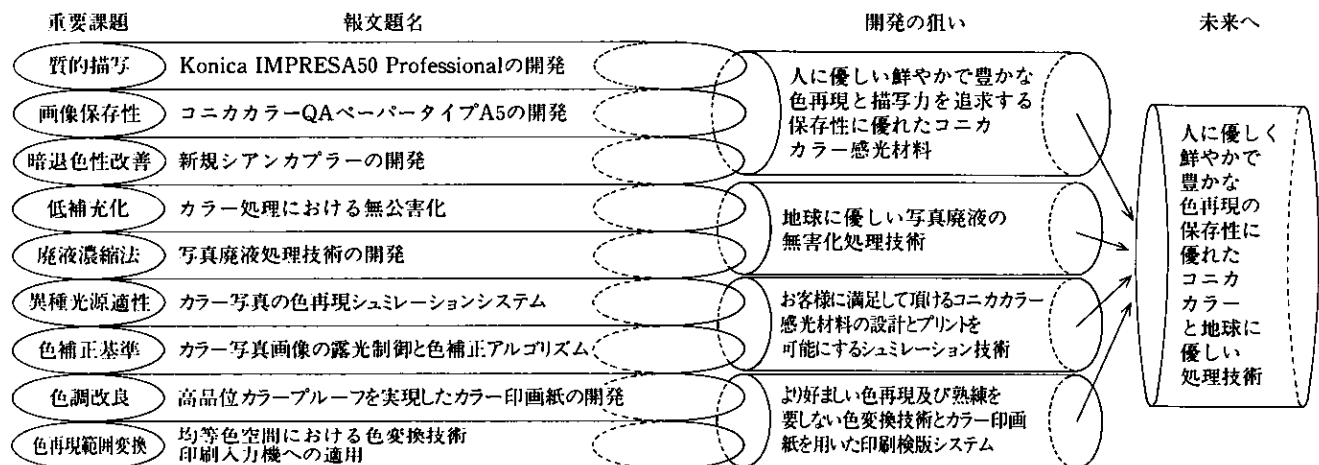 重要課題
報文題名
開発の狙い
未来へ
質的描写
Konica IMPRESA50 Professionalの開発
画像保存性
コニカカラーQAペーパータイプA5の開発
暗退色性改善
新規シアンカプラーの開発
低補充化
カラー処理における無公害化
廃液濃縮法
写真廃液処理技術の開発
異種光源適性
カラー写真の色再現シュミレーションシステム
色補正基準
カラー写真画像の露光制御と色補正アルゴリズム
色調改良
高品位カラープルーフを実現したカラー印画紙の開発
色再現範囲変換
均等色空間における色変換技術
印刷入力機への適用
人に優しい鮮やかで豊かな
色再現と描写力を追求する
保存性に優れたコニカ
カラー感光材料
地球に優しい写真廃液の
無害化処理技術
お客様に満足して頂けるコニカカラー
感光材料の設計とプリントを
可能にするシュミレーション技術
より好ましい色再現及び熟練を
要しない色変換技術とカラー印画
紙を用いた印刷検版システム
人に優しく
鮮やかで
豊かな
色再現の
保存性に
優れた
コニカ
カラー
と地球に
優しい
処理技術